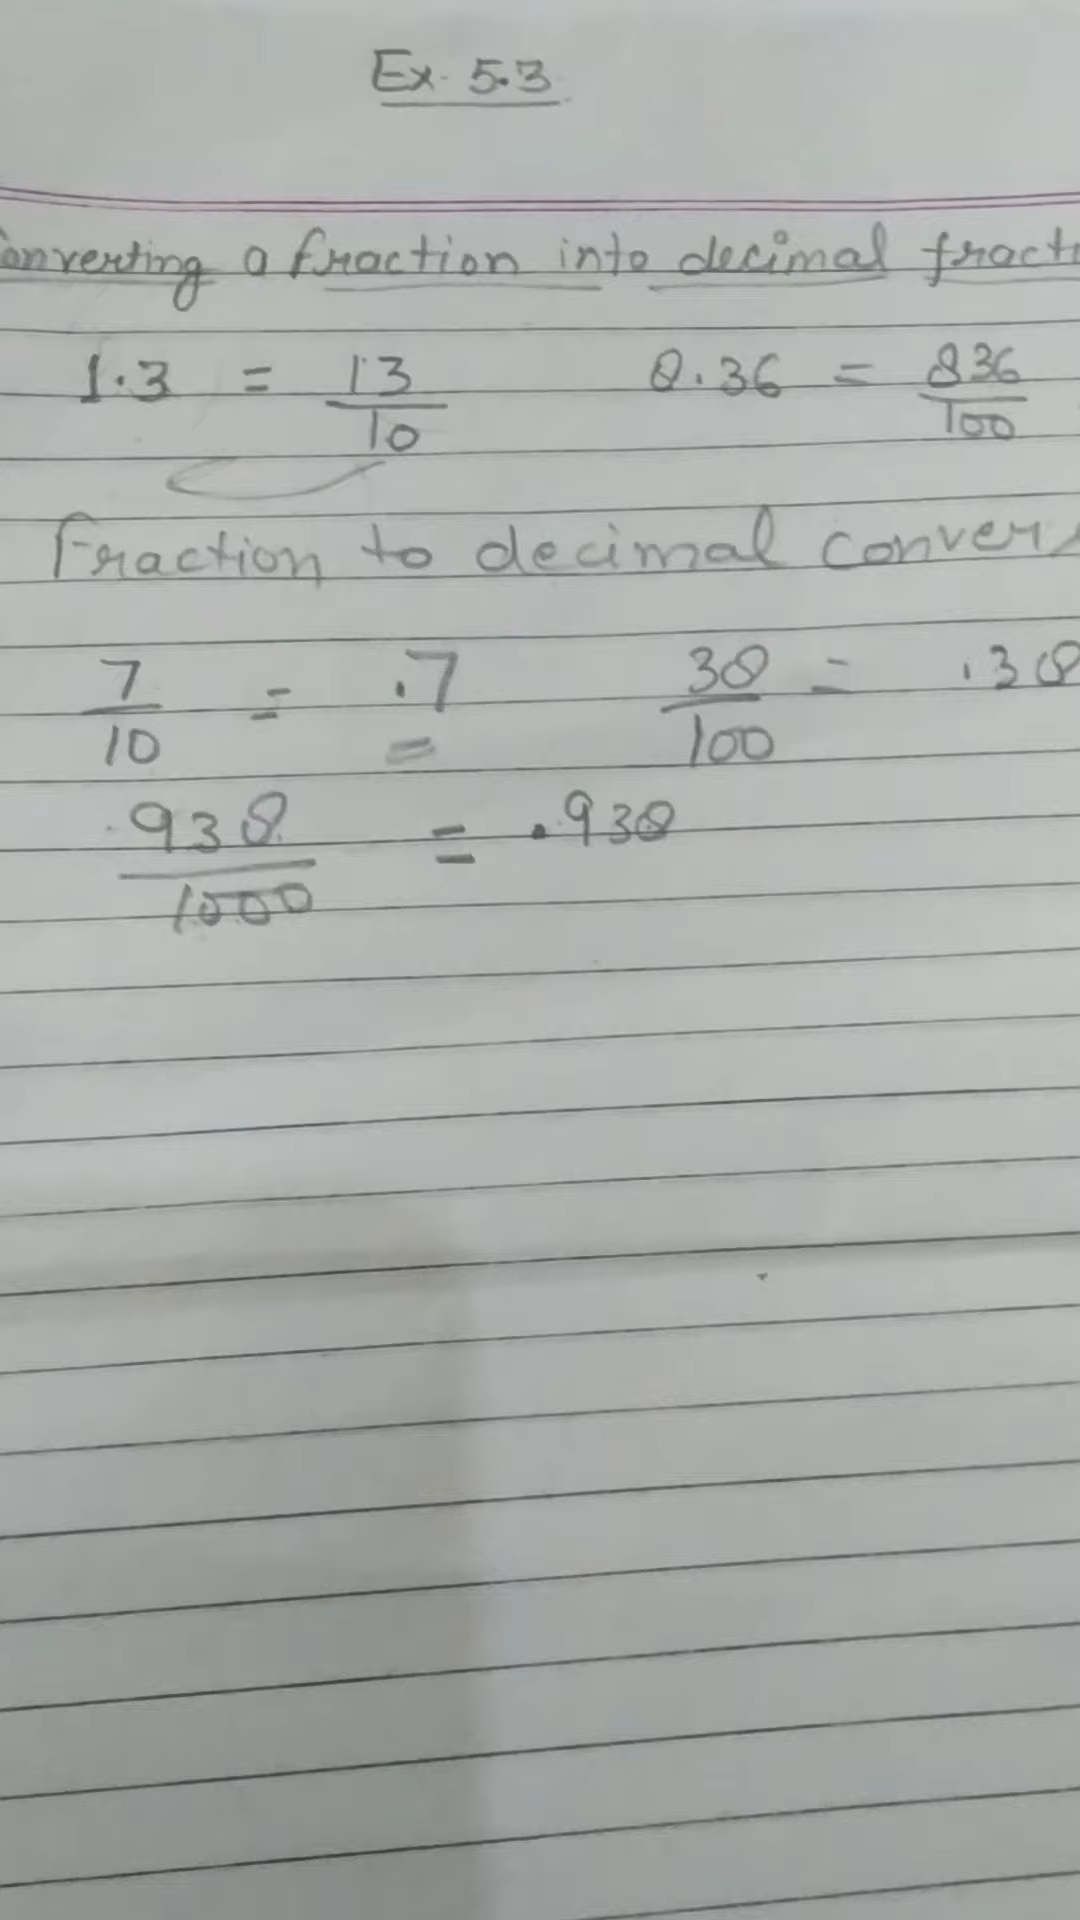 Ex. 5.3
onverting a fraction into decimal fracti
1.3 = 13/10 8.36 = 836/100
Fraction to decimal conver
7/10 = .7 38/100 = .38
938/1000 = .938